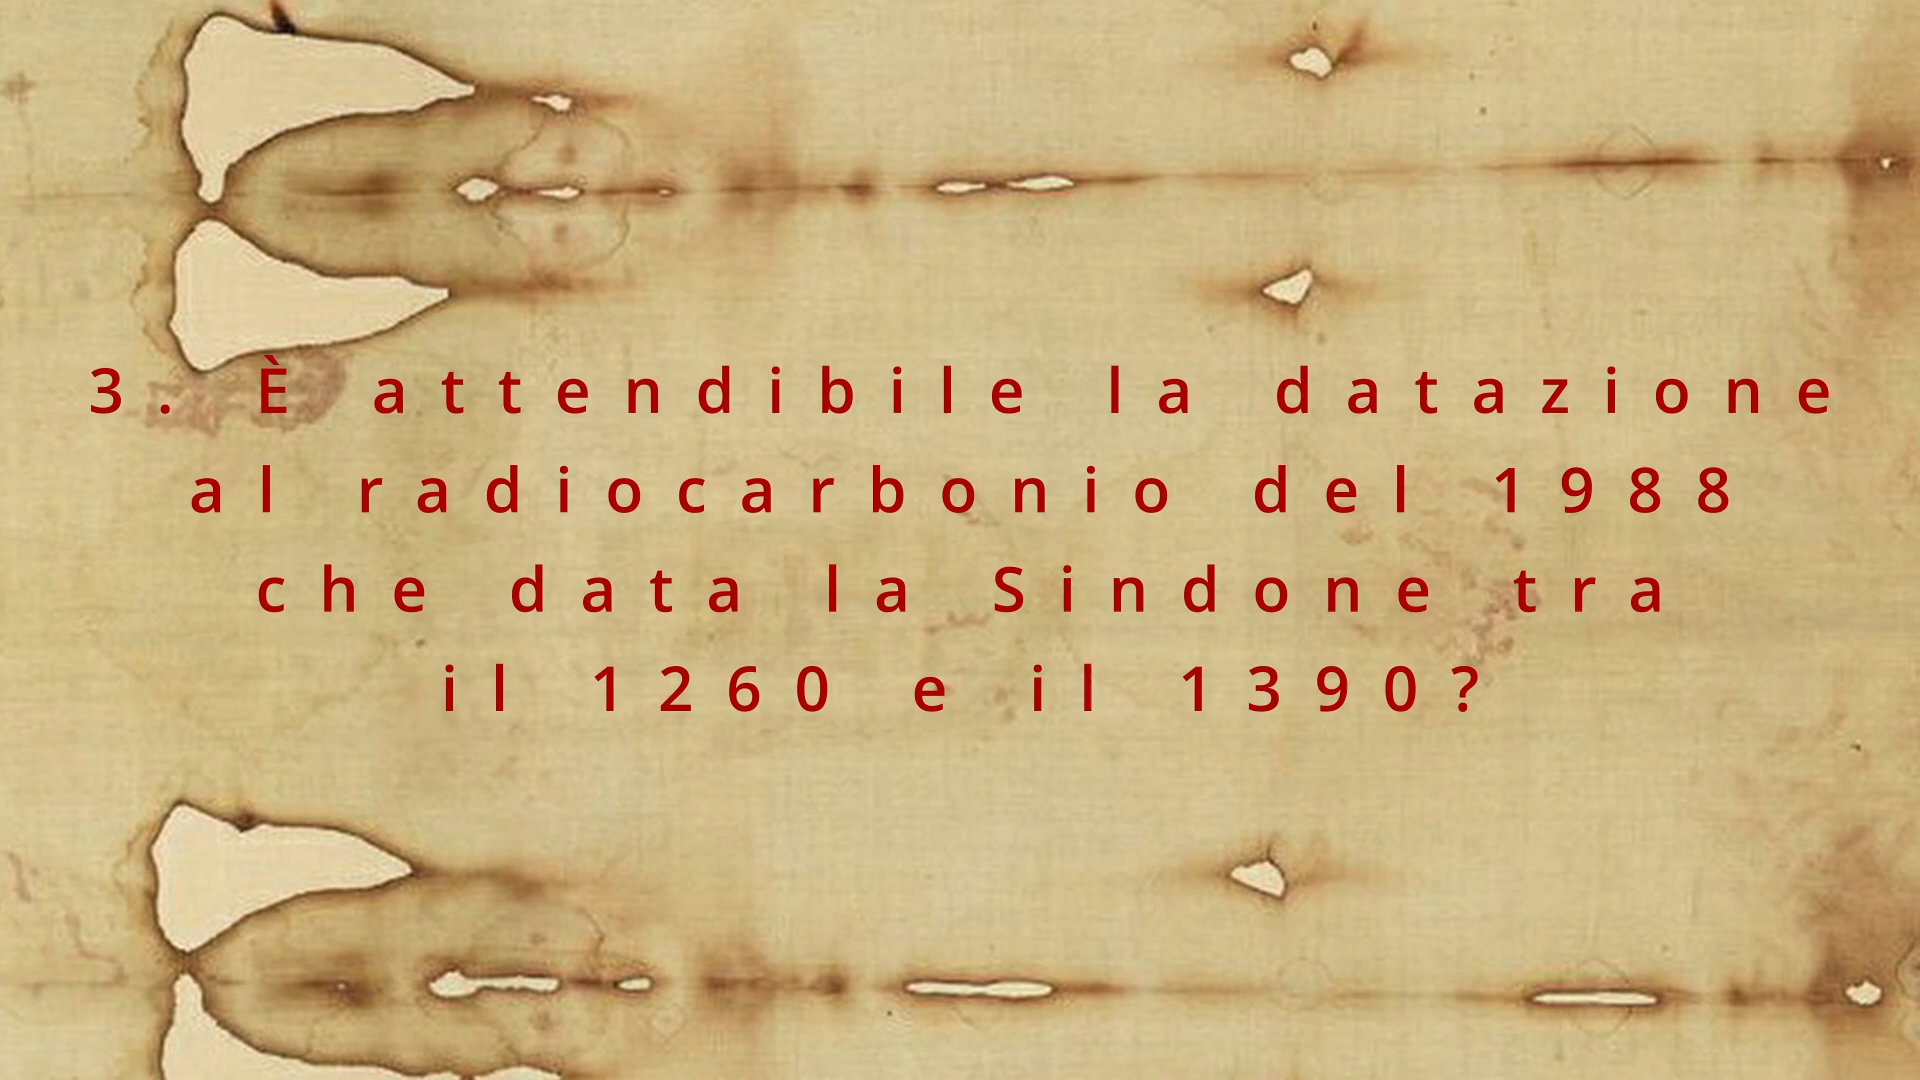 3. È attendibile la datazione
al radiocarbonio del 1988
che data la Sindone tra
il 1260 e il 1390?